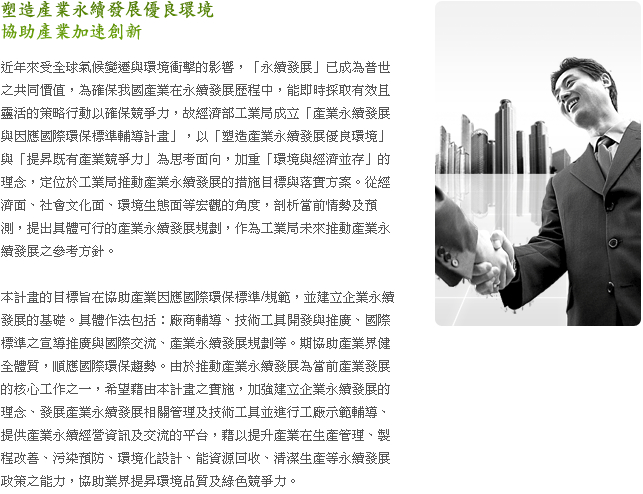 塑造產業永續發展優良環境
協助產業加速創新
近年來受全球氣候變遷與環境衝擊的影響，「永續發展」已成為普世
之共同價值，為確保我國產業在永續發展歷程中，能即時採取有效且
靈活的策略行動以確保競爭力，故經濟部工業局成立「產業永續發展
與因應國際環保標準輔導計畫」，以「塑造產業永續發展優良環境」
與「提昇既有產業競爭力」為思考面向，加重「環境與經濟並存」的
理念，定位於工業局推動產業永續發展的措施目標與落實方案。從經
濟面、社會文化面、環境生態面等宏觀的角度，剖析當前情勢及預
測，提出具體可行的產業永續發展規劃，作為工業局未來推動產業永
續發展之參考方針。
本計畫的目標旨在協助產業因應國際環保標準/規範，並建立企業永續
發展的基礎。具體作法包括：廠商輔導、技術工具開發與推廣、國際
標準之宣導推廣與國際交流、產業永續發展規劃等。期協助產業界健
全體質，順應國際環保趨勢。由於推動產業永續發展為當前產業發展
的核心工作之一，希望藉由本計畫之實施，加強建立企業永續發展的
理念、發展產業永續發展相關管理及技術工具並進行工廠示範輔導、
提供產業永續經營資訊及交流的平台，藉以提升產業在生產管理、製
程改善、污染預防、環境化設計、能資源回收、清潔生產等永續發展
政策之能力，協助業界提昇環境品質及綠色競爭力。